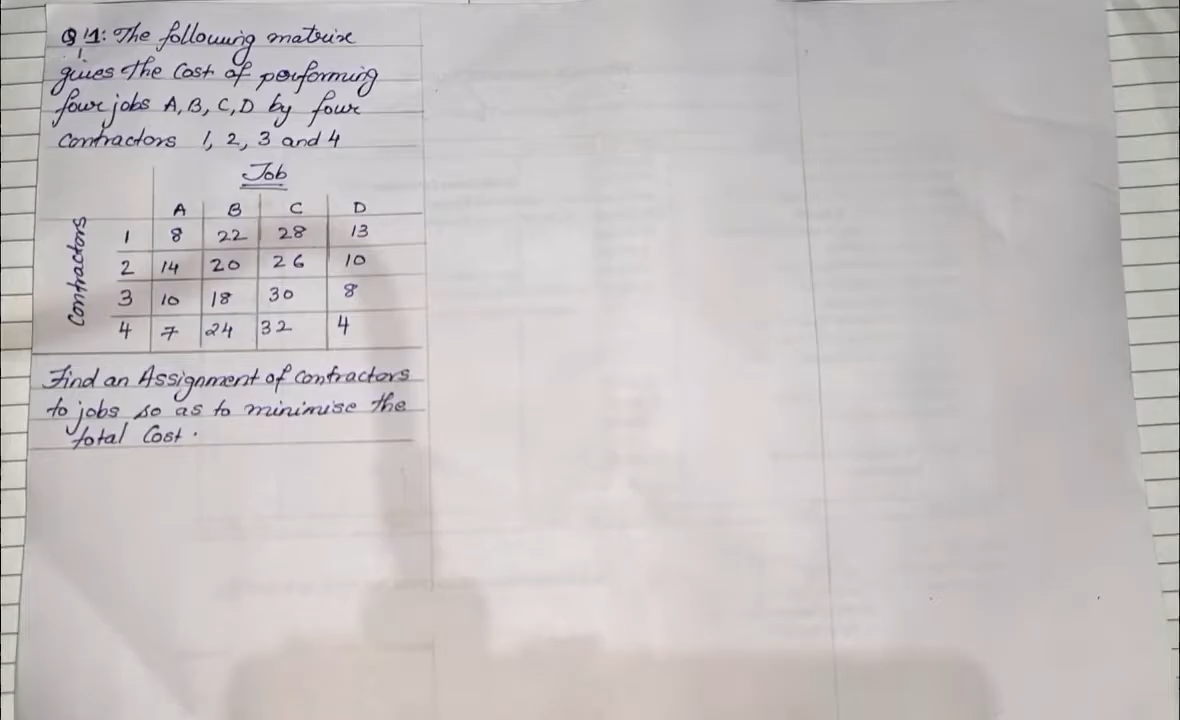 Q 1: The following matrix
gives the Cost of performing
four jobs A, B, C, D by four
Contractors 1, 2, 3 and 4
Job
A B C D
Contractors
1 8 22 28 13
2 14 20 26 10
3 10 18 30 8
4 7 24 32 4
Find an Assignment of Contractors
to jobs so as to minimise the
total Cost.